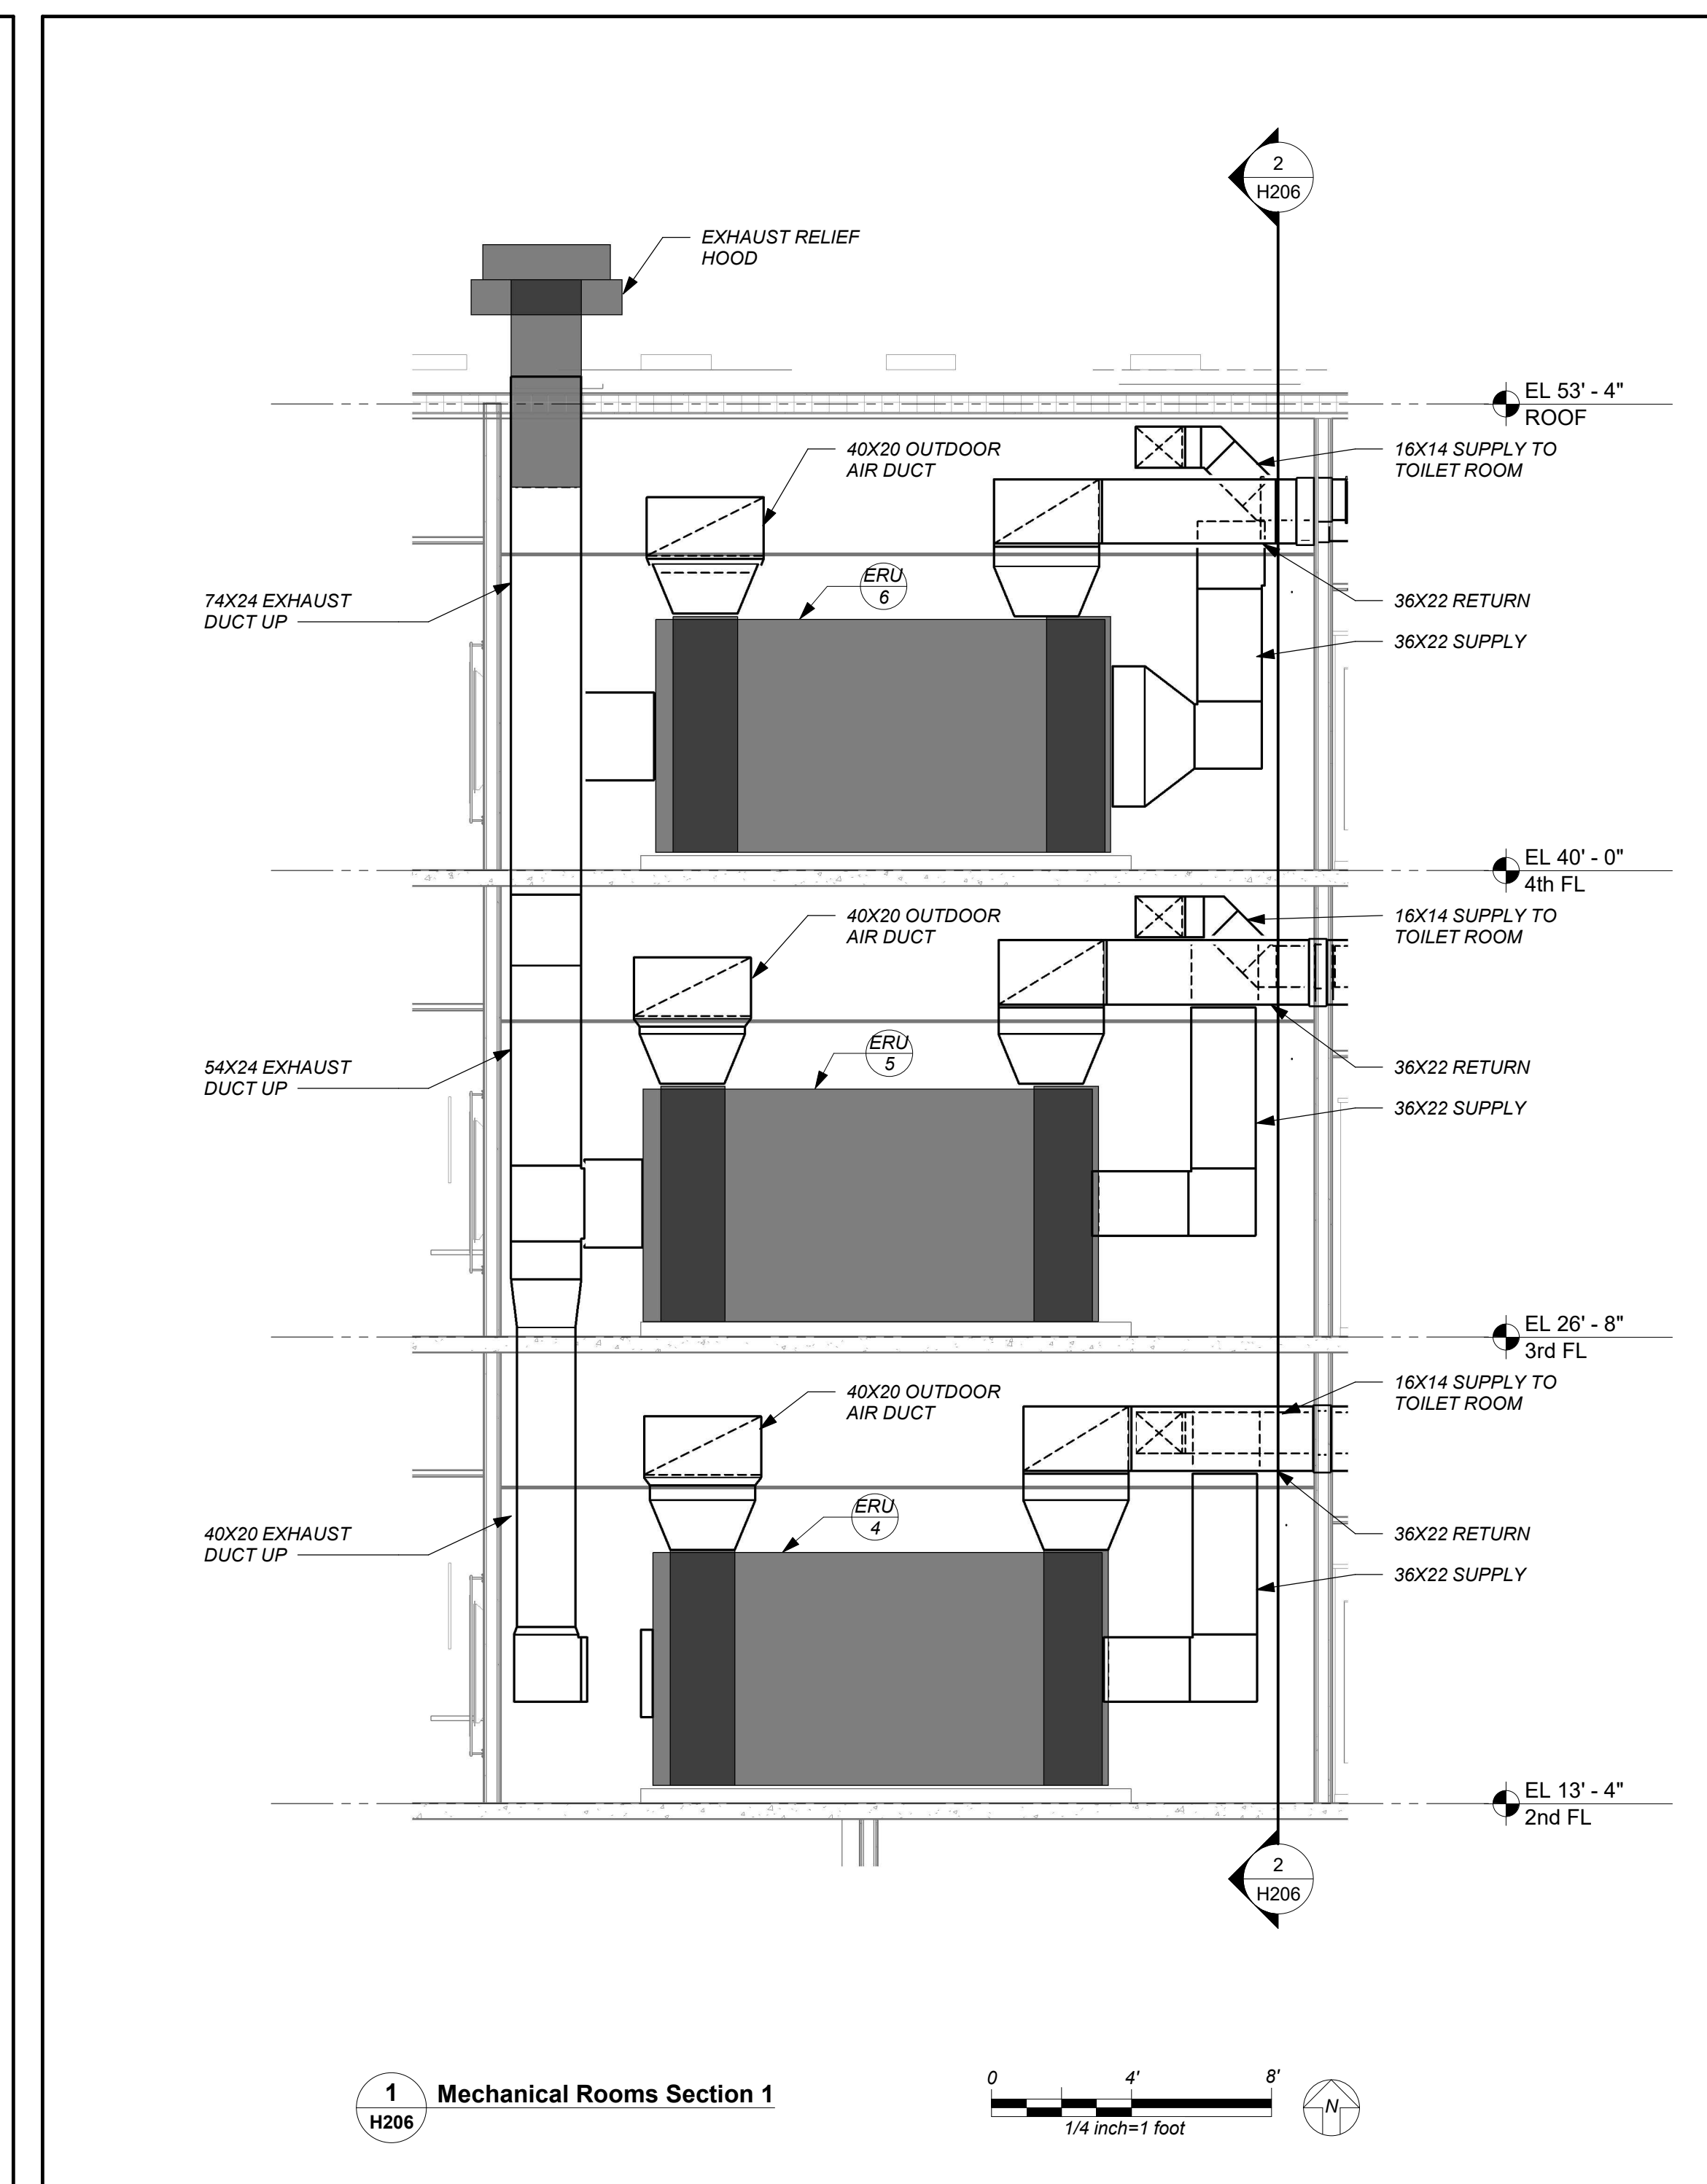 2
H206
EXHAUST RELIEF
HOOD
EL 53' - 4"
ROOF
40X20 OUTDOOR
AIR DUCT
16X14 SUPPLY TO
TOILET ROOM
ERU
6
74X24 EXHAUST
DUCT UP
36X22 RETURN
36X22 SUPPLY
EL 40' - 0"
4th FL
40X20 OUTDOOR
AIR DUCT
16X14 SUPPLY TO
TOILET ROOM
ERU
5
54X24 EXHAUST
DUCT UP
36X22 RETURN
36X22 SUPPLY
EL 26' - 8"
3rd FL
40X20 OUTDOOR
AIR DUCT
16X14 SUPPLY TO
TOILET ROOM
ERU
4
40X20 EXHAUST
DUCT UP
36X22 RETURN
36X22 SUPPLY
EL 13' - 4"
2nd FL
2
H206
1
H206
Mechanical Rooms Section 1
0 4' 8'
1/4 inch=1 foot
N